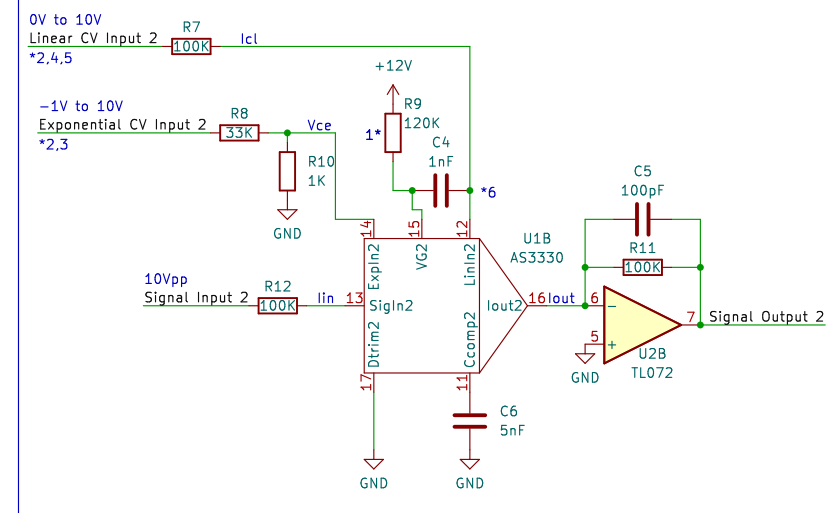 0V to 10V
R7
Linear CV Input 2
100K
Icl
*2,4,5
+12V
-1V to 10V
R8
R9
Exponential CV Input 2
33K
Vce
120K
*2,3
1*
C4
R10
1nF
1K
*6
C5
100pF
GND
14
15
12
U1B
R11
AS3330
100K
ExpIn2
VG2
LinIn2
10Vpp
R12
Signal Input 2
100K
Iin
13
SigIn2
Iout2
16
Iout
6
-
7
Signal Output 2
5
+
Dtrim2
Ccomp2
U2B
GND
TL072
17
11
C6
5nF
GND
GND